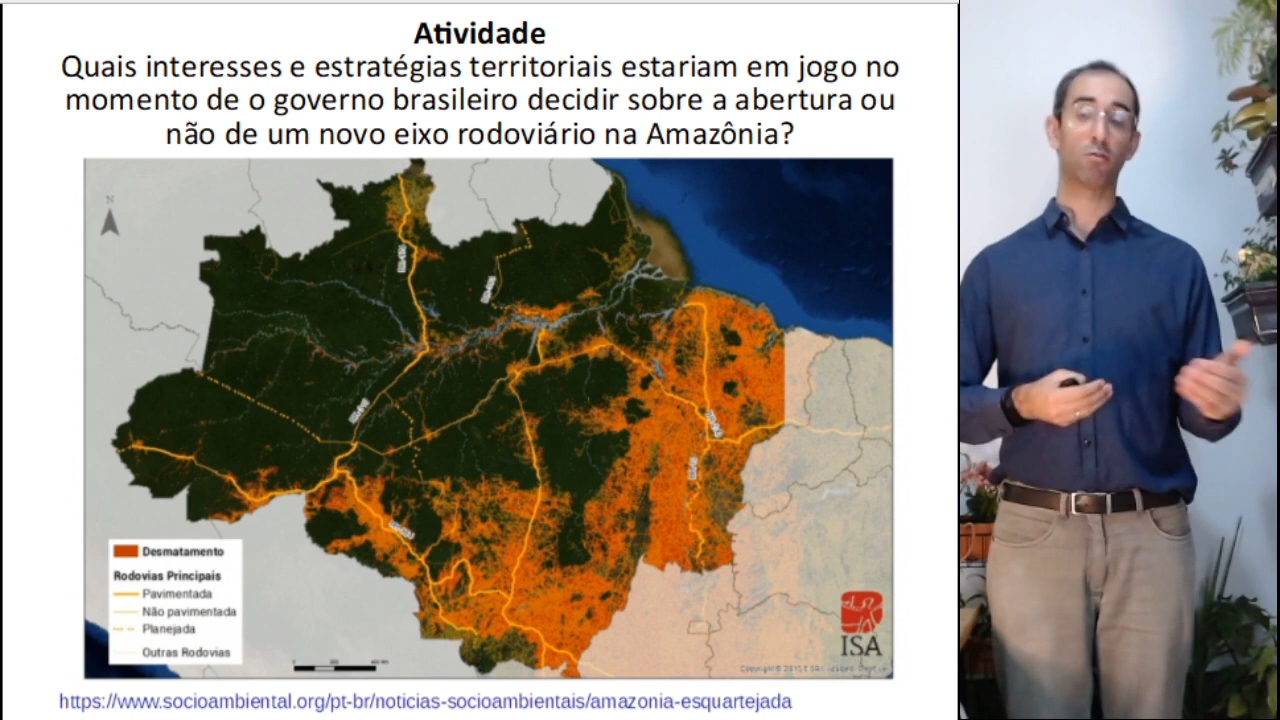 Atividade
Quais interesses e estratégias territoriais estariam em jogo no
momento de o governo brasileiro decidir sobre a abertura ou
não de um novo eixo rodoviário na Amazônia?
N
Desmatamento
Rodovias Principais
Pavimentada
Não pavimentada
Planejada
Outras Rodovias
ISA
https://www.socioambiental.org/pt-br/noticias-socioambientais/amazonia-esquartejada